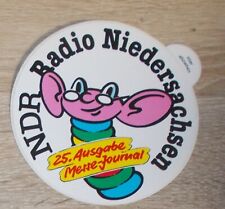 NDR Radio Niedersachsen
25. Ausgabe
Messe-Journal